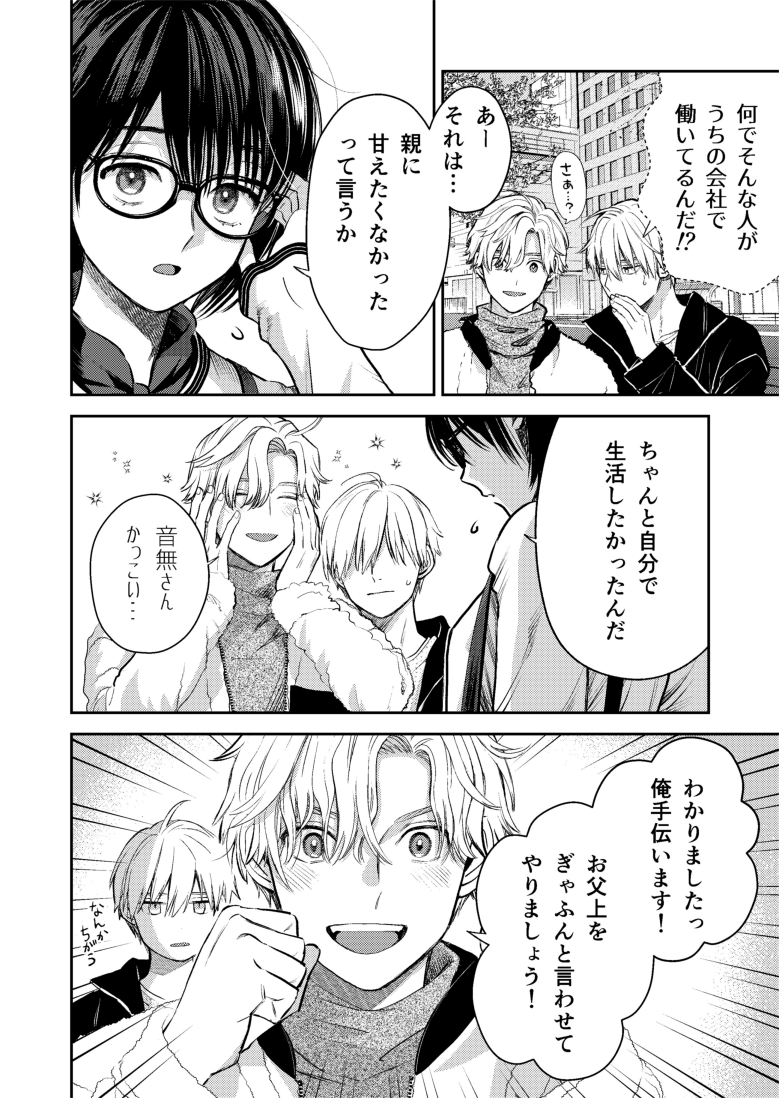 何でそんな人が
うちの会社で
働いてるんだ!?
さぁ…?
あー
それは…
親に
甘えたくなかった
って言うか
ちゃんと自分で
生活したかったんだ
音無さん
かっこい…
わかりましたっ
俺手伝います!
お父上を
ぎゃふんと言わせて
やりましょう!
なんか
ちがう